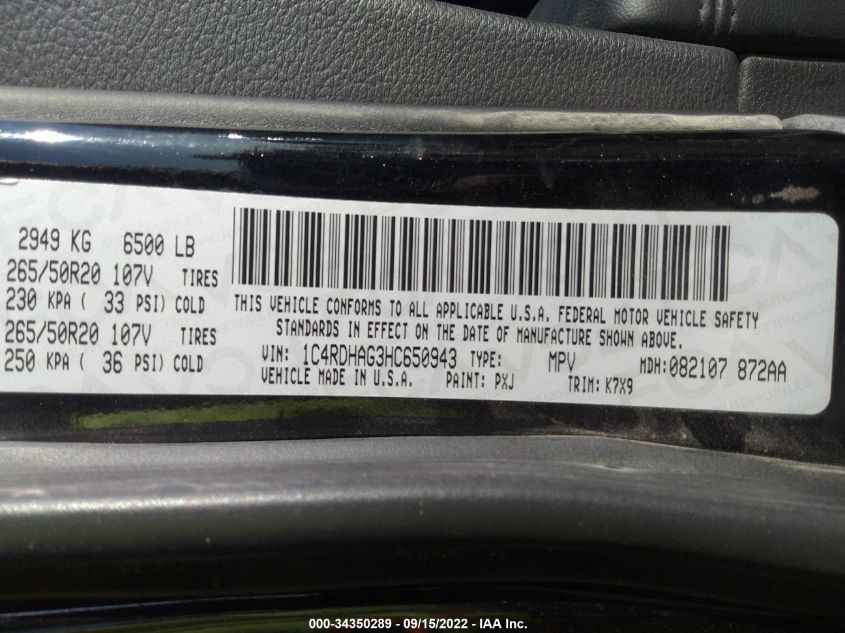 2949 KG 6500 LB
265/50R20 107V TIRES
230 KPA ( 33 PSI) COLD
265/50R20 107V TIRES
250 KPA ( 36 PSI) COLD
THIS VEHICLE CONFORMS TO ALL APPLICABLE U.S.A. FEDERAL MOTOR VEHICLE SAFETY
STANDARDS IN EFFECT ON THE DATE OF MANUFACTURE SHOWN ABOVE.
VIN: 1C4RDHAG3HC650943 TYPE: MPV MDH:082107 872AA
VEHICLE MADE IN U.S.A. PAINT: PXJ TRIM: K7X9
000-34350289 - 09/15/2022 - IAA Inc.